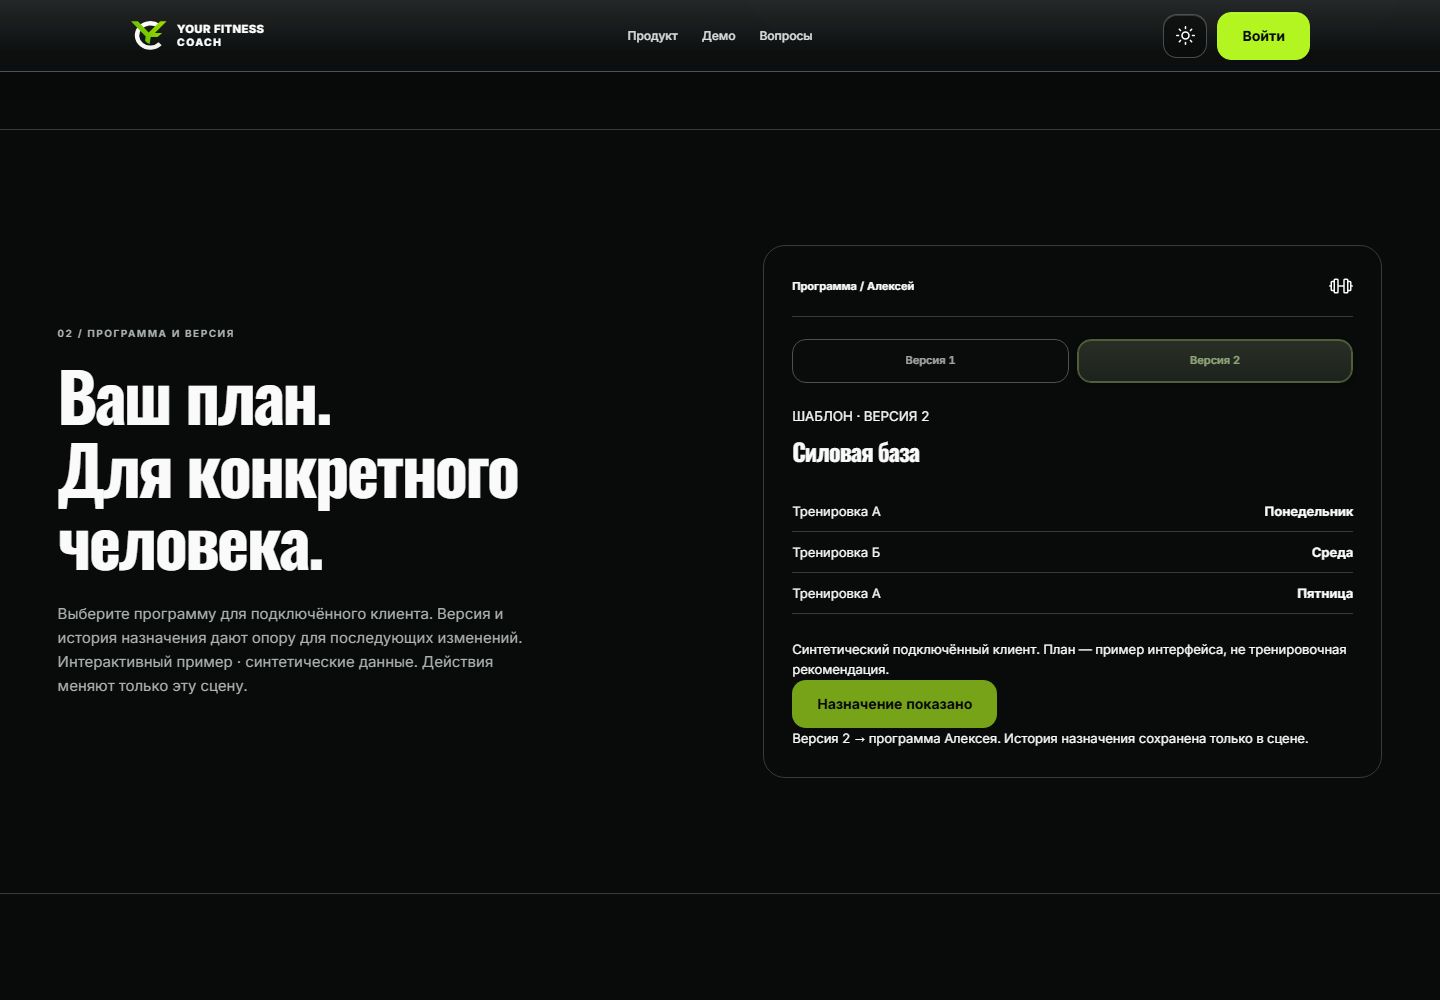 YOUR FITNESS
COACH
Продукт
Демо
Вопросы
Войти
02 / ПРОГРАММА И ВЕРСИЯ
Ваш план.
Для конкретного
человека.
Выберите программу для подключённого клиента. Версия и
история назначения дают опору для последующих изменений.
Интерактивный пример · синтетические данные. Действия
меняют только эту сцену.
Программа / Алексей
Версия 1
Версия 2
ШАБЛОН · ВЕРСИЯ 2
Силовая база
Тренировка А Понедельник
Тренировка Б Среда
Тренировка А Пятница
Синтетический подключённый клиент. План — пример интерфейса, не тренировочная
рекомендация.
Назначение показано
Версия 2 → программа Алексея. История назначения сохранена только в сцене.